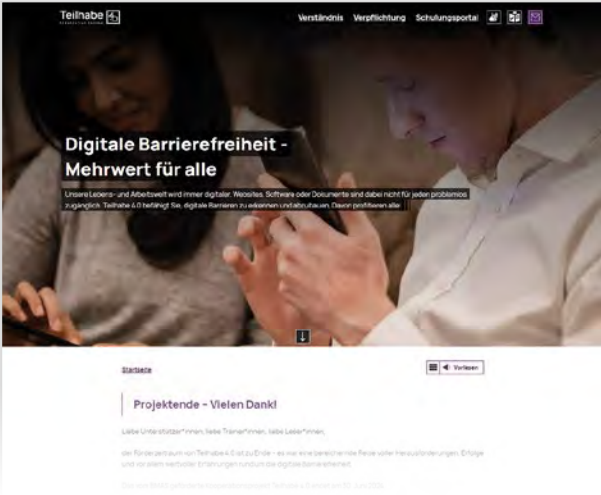 Teilhabe 4.0
Verständnis Verpflichtung Schulungsportal
Digitale Barrierefreiheit -
Mehrwert für alle
Unsere Lebens- und Arbeitswelt wird immer digitaler. Websites, Software oder Dokumente sind dabei nicht für jeden problemlos
zugänglich. Teilhabe 4.0 befähigt Sie, digitale Barrieren zu erkennen und abzubauen. Davon profitieren alle!
Startseite
Vorlesen
Projektende – Vielen Dank!
Liebe Unterstützer*innen, liebe Trainer*innen, liebe Leser*innen,
der Förderzeitraum von Teilhabe 4.0 ist zu Ende - es war eine bereichernde Reise voller Herausforderungen, Erfolge
und vor allem wertvoller Erfahrungen rund um die digitale Barrierefreiheit.